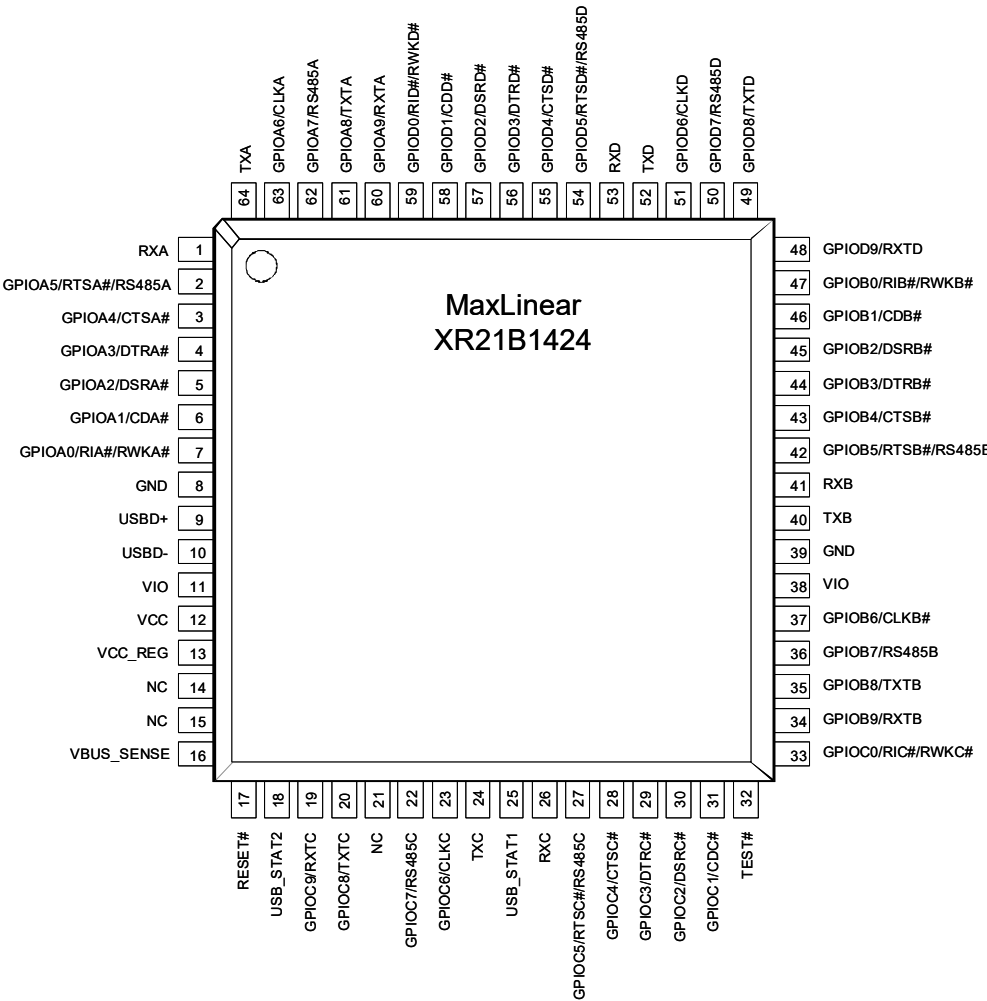 TXA
GPIOA6/CLKA
GPIOA7/RS485A
GPIOA8/TXTA
GPIOA9/RXTA
GPIOD0/RID#/RWKD#
GPIOD1/CDD#
GPIOD2/DSRD#
GPIOD3/DTRD#
GPIOD4/CTSD#
GPIOD5/RTSD#/RS485D
RXD
TXD
GPIOD6/CLKD
GPIOD7/RS485D
GPIOD8/TXTD
64
63
62
61
60
59
58
57
56
55
54
53
52
51
50
49
MaxLinear
XR21B1424
RXA 1
GPIOA5/RTSA#/RS485A 2
GPIOA4/CTSA# 3
GPIOA3/DTRA# 4
GPIOA2/DSRA# 5
GPIOA1/CDA# 6
GPIOA0/RIA#/RWKA# 7
GND 8
USBD+ 9
USBD- 10
VIO 11
VCC 12
VCC_REG 13
NC 14
NC 15
VBUS_SENSE 16
48 GPIOD9/RXTD
47 GPIOB0/RIB#/RWKB#
46 GPIOB1/CDB#
45 GPIOB2/DSRB#
44 GPIOB3/DTRB#
43 GPIOB4/CTSB#
42 GPIOB5/RTSB#/RS485B
41 RXB
40 TXB
39 GND
38 VIO
37 GPIOB6/CLKB#
36 GPIOB7/RS485B
35 GPIOB8/TXTB
34 GPIOB9/RXTB
33 GPIOC0/RIC#/RWKC#
17
18
19
20
21
22
23
24
25
26
27
28
29
30
31
32
RESET#
USB_STAT2
GPIOC9/RXTC
GPIOC8/TXTC
NC
GPIOC7/RS485C
GPIOC6/CLKC
TXC
USB_STAT1
RXC
GPIOC5/RTSC#/RS485C
GPIOC4/CTSC#
GPIOC3/DTRC#
GPIOC2/DSRC#
GPIOC1/CDC#
TEST#